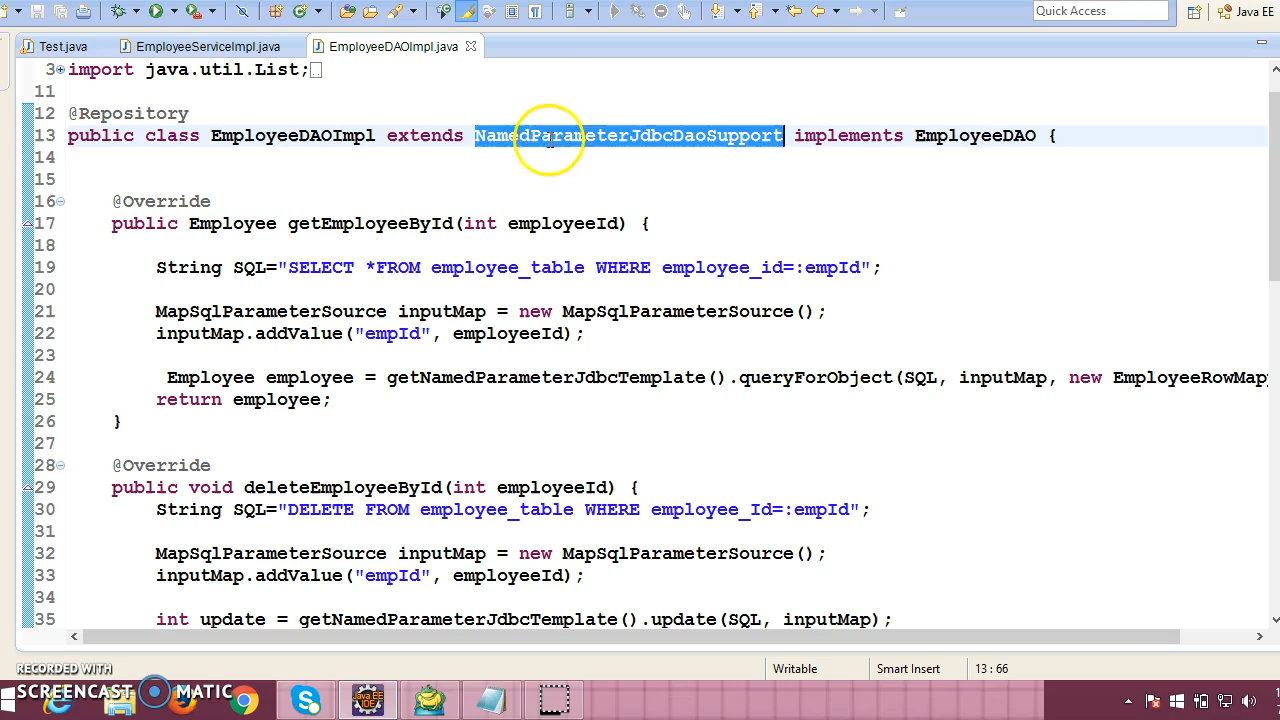 Quick Access
Java EE
Test.java
EmployeeServiceImpl.java
EmployeeDAOImpl.java
3 import java.util.List;
11
12 @Repository
13 public class EmployeeDAOImpl extends NamedParameterJdbcDaoSupport implements EmployeeDAO {
14
15
16 @Override
17 public Employee getEmployeeById(int employeeId) {
18
19 String SQL="SELECT *FROM employee_table WHERE employee_id=:empId";
20
21 MapSqlParameterSource inputMap = new MapSqlParameterSource();
22 inputMap.addValue("empId", employeeId);
23
24 Employee employee = getNamedParameterJdbcTemplate().queryForObject(SQL, inputMap, new EmployeeRowMapp
25 return employee;
26 }
27
28 @Override
29 public void deleteEmployeeById(int employeeId) {
30 String SQL="DELETE FROM employee_table WHERE employee_Id=:empId";
31
32 MapSqlParameterSource inputMap = new MapSqlParameterSource();
33 inputMap.addValue("empId", employeeId);
34
35 int update = getNamedParameterJdbcTemplate().update(SQL, inputMap);
Writable
Smart Insert
13 : 66
RECORDED WITH
SCREENCAST MATIC
Java EE
IDE